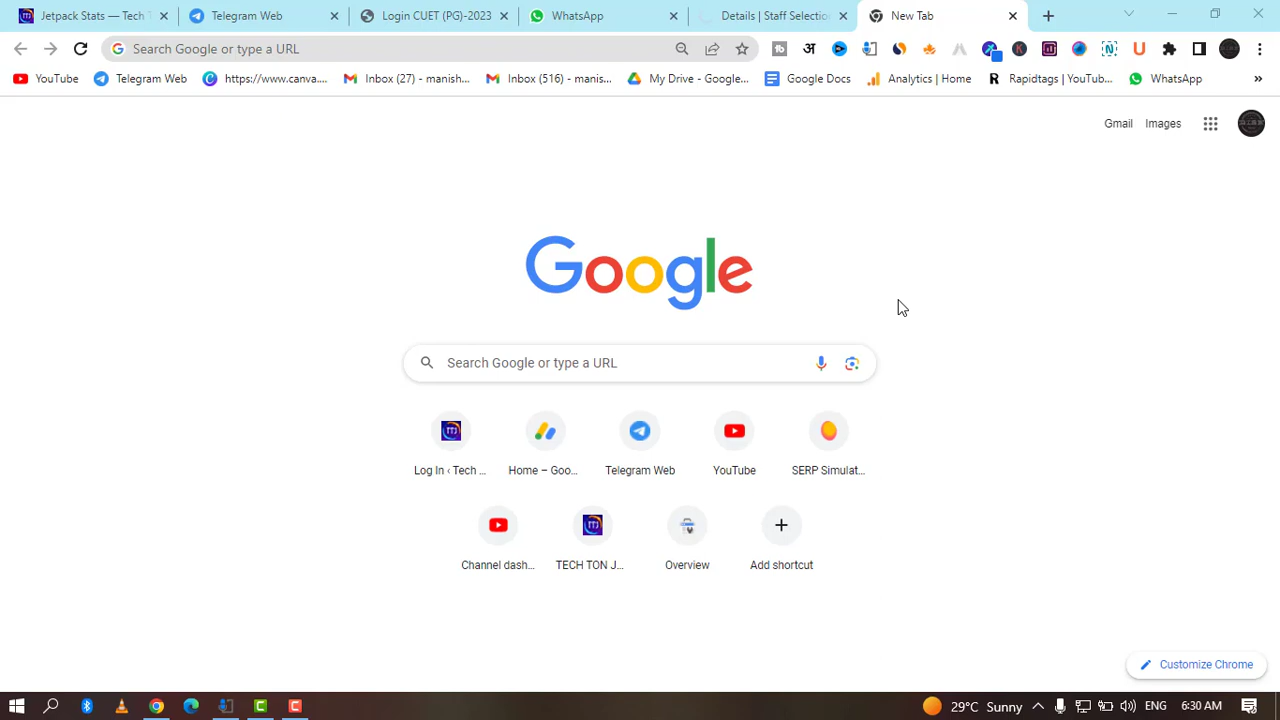 Jetpack Stats — Tech T
Telegram Web
Login CUET (PG)-2023
WhatsApp
Details | Staff Selectio
New Tab
Search Google or type a URL
YouTube
Telegram Web
https://www.canva....
Inbox (27) - manish...
Inbox (516) - manis...
My Drive - Google...
Google Docs
Analytics | Home
Rapidtags | YouTub...
WhatsApp
Gmail
Images
Google
Search Google or type a URL
Log In ‹ Tech ...
Home – Goo...
Telegram Web
YouTube
SERP Simulat...
Channel dash...
TECH TON J...
Overview
Add shortcut
Customize Chrome
29°C Sunny
ENG
6:30 AM